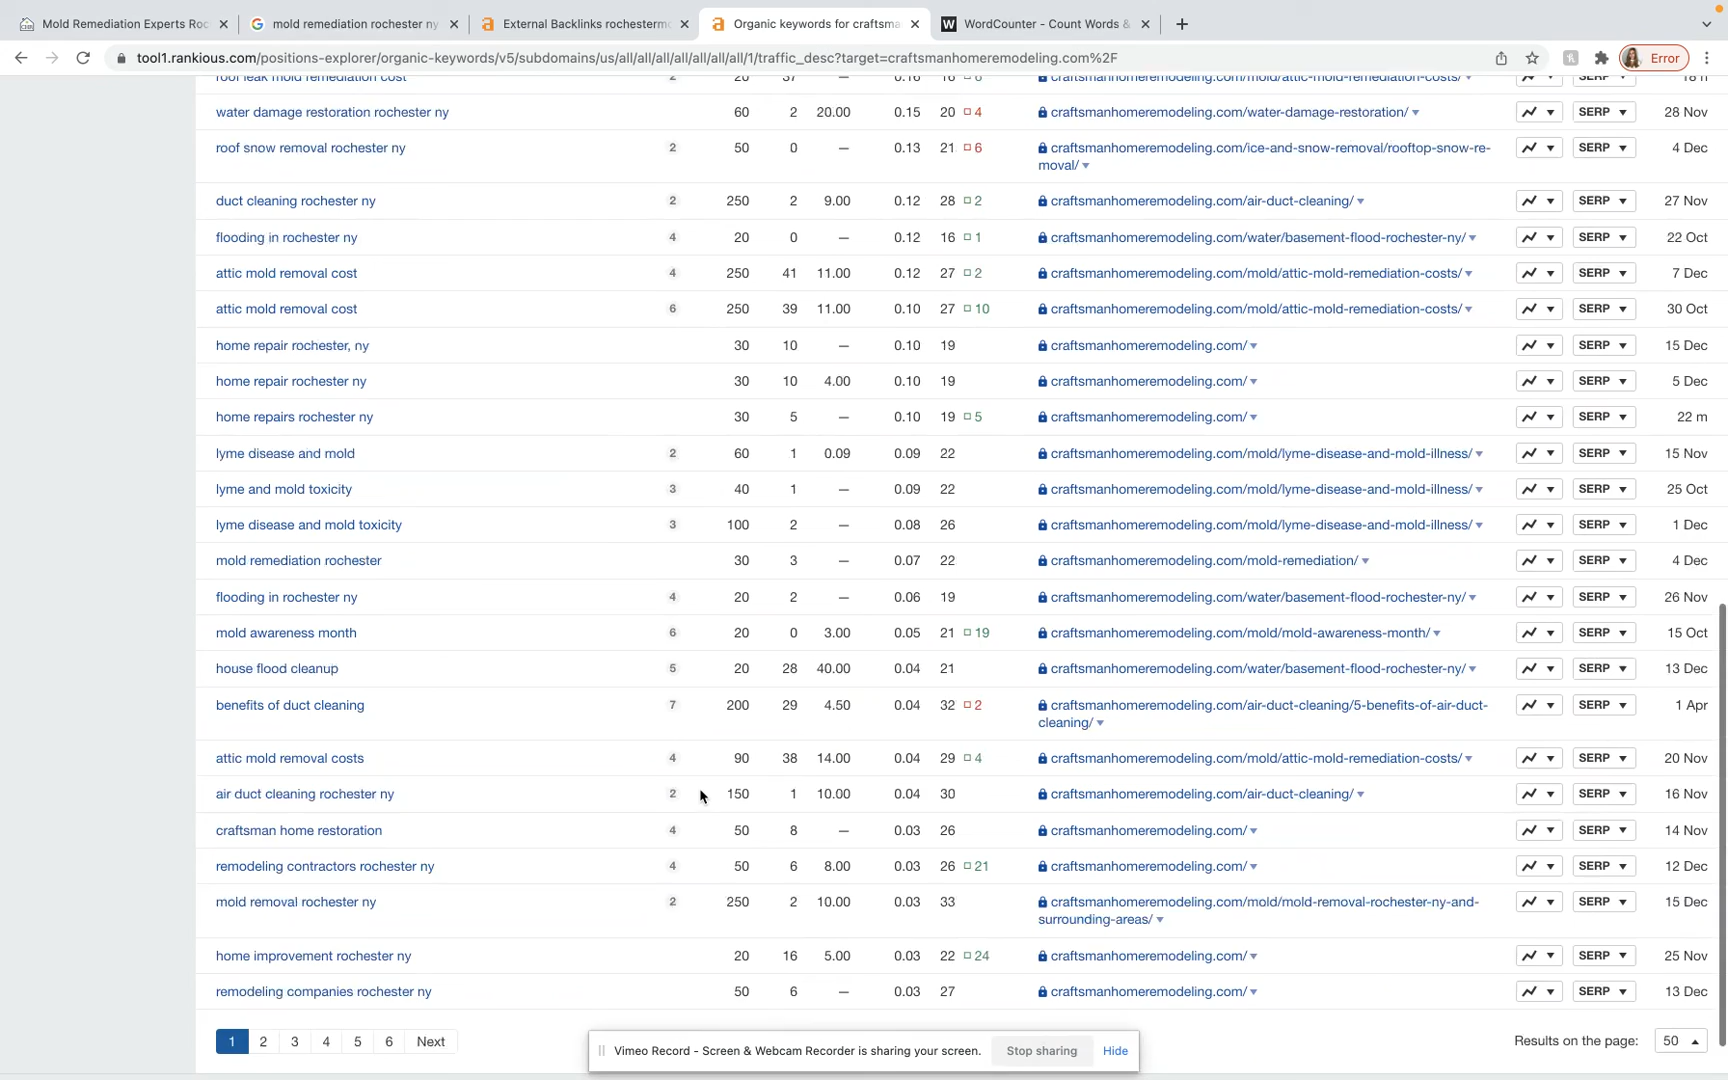 Mold Remediation Experts Roc
mold remediation rochester ny
External Backlinks rochestermo
Organic keywords for craftsma
WordCounter - Count Words &
tool1.rankious.com/positions-explorer/organic-keywords/v5/subdomains/us/all/all/all/all/all/all/all/1/traffic_desc?target=craftsmanhomeremodeling.com%2F
Error
roof leak mold remediation cost 2 20 37 0.16 16 6 craftsmanhomeremodeling.com/mold/attic-mold-remediation-costs/ 18 h
water damage restoration rochester ny 60 2 20.00 0.15 20 4 craftsmanhomeremodeling.com/water-damage-restoration/ SERP 28 Nov
roof snow removal rochester ny 2 50 0 — 0.13 21 6 craftsmanhomeremodeling.com/ice-and-snow-removal/rooftop-snow-re- SERP 4 Dec
moval/
duct cleaning rochester ny 2 250 2 9.00 0.12 28 2 craftsmanhomeremodeling.com/air-duct-cleaning/ SERP 27 Nov
flooding in rochester ny 4 20 0 — 0.12 16 1 craftsmanhomeremodeling.com/water/basement-flood-rochester-ny/ SERP 22 Oct
attic mold removal cost 4 250 41 11.00 0.12 27 2 craftsmanhomeremodeling.com/mold/attic-mold-remediation-costs/ SERP 7 Dec
attic mold removal cost 6 250 39 11.00 0.10 27 10 craftsmanhomeremodeling.com/mold/attic-mold-remediation-costs/ SERP 30 Oct
home repair rochester, ny 30 10 — 0.10 19 craftsmanhomeremodeling.com/ SERP 15 Dec
home repair rochester ny 30 10 4.00 0.10 19 craftsmanhomeremodeling.com/ SERP 5 Dec
home repairs rochester ny 30 5 — 0.10 19 5 craftsmanhomeremodeling.com/ SERP 22 m
lyme disease and mold 2 60 1 0.09 0.09 22 craftsmanhomeremodeling.com/mold/lyme-disease-and-mold-illness/ SERP 15 Nov
lyme and mold toxicity 3 40 1 — 0.09 22 craftsmanhomeremodeling.com/mold/lyme-disease-and-mold-illness/ SERP 25 Oct
lyme disease and mold toxicity 3 100 2 — 0.08 26 craftsmanhomeremodeling.com/mold/lyme-disease-and-mold-illness/ SERP 1 Dec
mold remediation rochester 30 3 — 0.07 22 craftsmanhomeremodeling.com/mold-remediation/ SERP 4 Dec
flooding in rochester ny 4 20 2 — 0.06 19 craftsmanhomeremodeling.com/water/basement-flood-rochester-ny/ SERP 26 Nov
mold awareness month 6 20 0 3.00 0.05 21 19 craftsmanhomeremodeling.com/mold/mold-awareness-month/ SERP 15 Oct
house flood cleanup 5 20 28 40.00 0.04 21 craftsmanhomeremodeling.com/water/basement-flood-rochester-ny/ SERP 13 Dec
benefits of duct cleaning 7 200 29 4.50 0.04 32 2 craftsmanhomeremodeling.com/air-duct-cleaning/5-benefits-of-air-duct- SERP 1 Apr
cleaning/
attic mold removal costs 4 90 38 14.00 0.04 29 4 craftsmanhomeremodeling.com/mold/attic-mold-remediation-costs/ SERP 20 Nov
air duct cleaning rochester ny 2 150 1 10.00 0.04 30 craftsmanhomeremodeling.com/air-duct-cleaning/ SERP 16 Nov
craftsman home restoration 4 50 8 — 0.03 26 craftsmanhomeremodeling.com/ SERP 14 Nov
remodeling contractors rochester ny 4 50 6 8.00 0.03 26 21 craftsmanhomeremodeling.com/ SERP 12 Dec
mold removal rochester ny 2 250 2 10.00 0.03 33 craftsmanhomeremodeling.com/mold/mold-removal-rochester-ny-and- SERP 15 Dec
surrounding-areas/
home improvement rochester ny 20 16 5.00 0.03 22 24 craftsmanhomeremodeling.com/ SERP 25 Nov
remodeling companies rochester ny 50 6 — 0.03 27 craftsmanhomeremodeling.com/ SERP 13 Dec
1 2 3 4 5 6 Next
Results on the page: 50
Vimeo Record - Screen & Webcam Recorder is sharing your screen. Stop sharing Hide